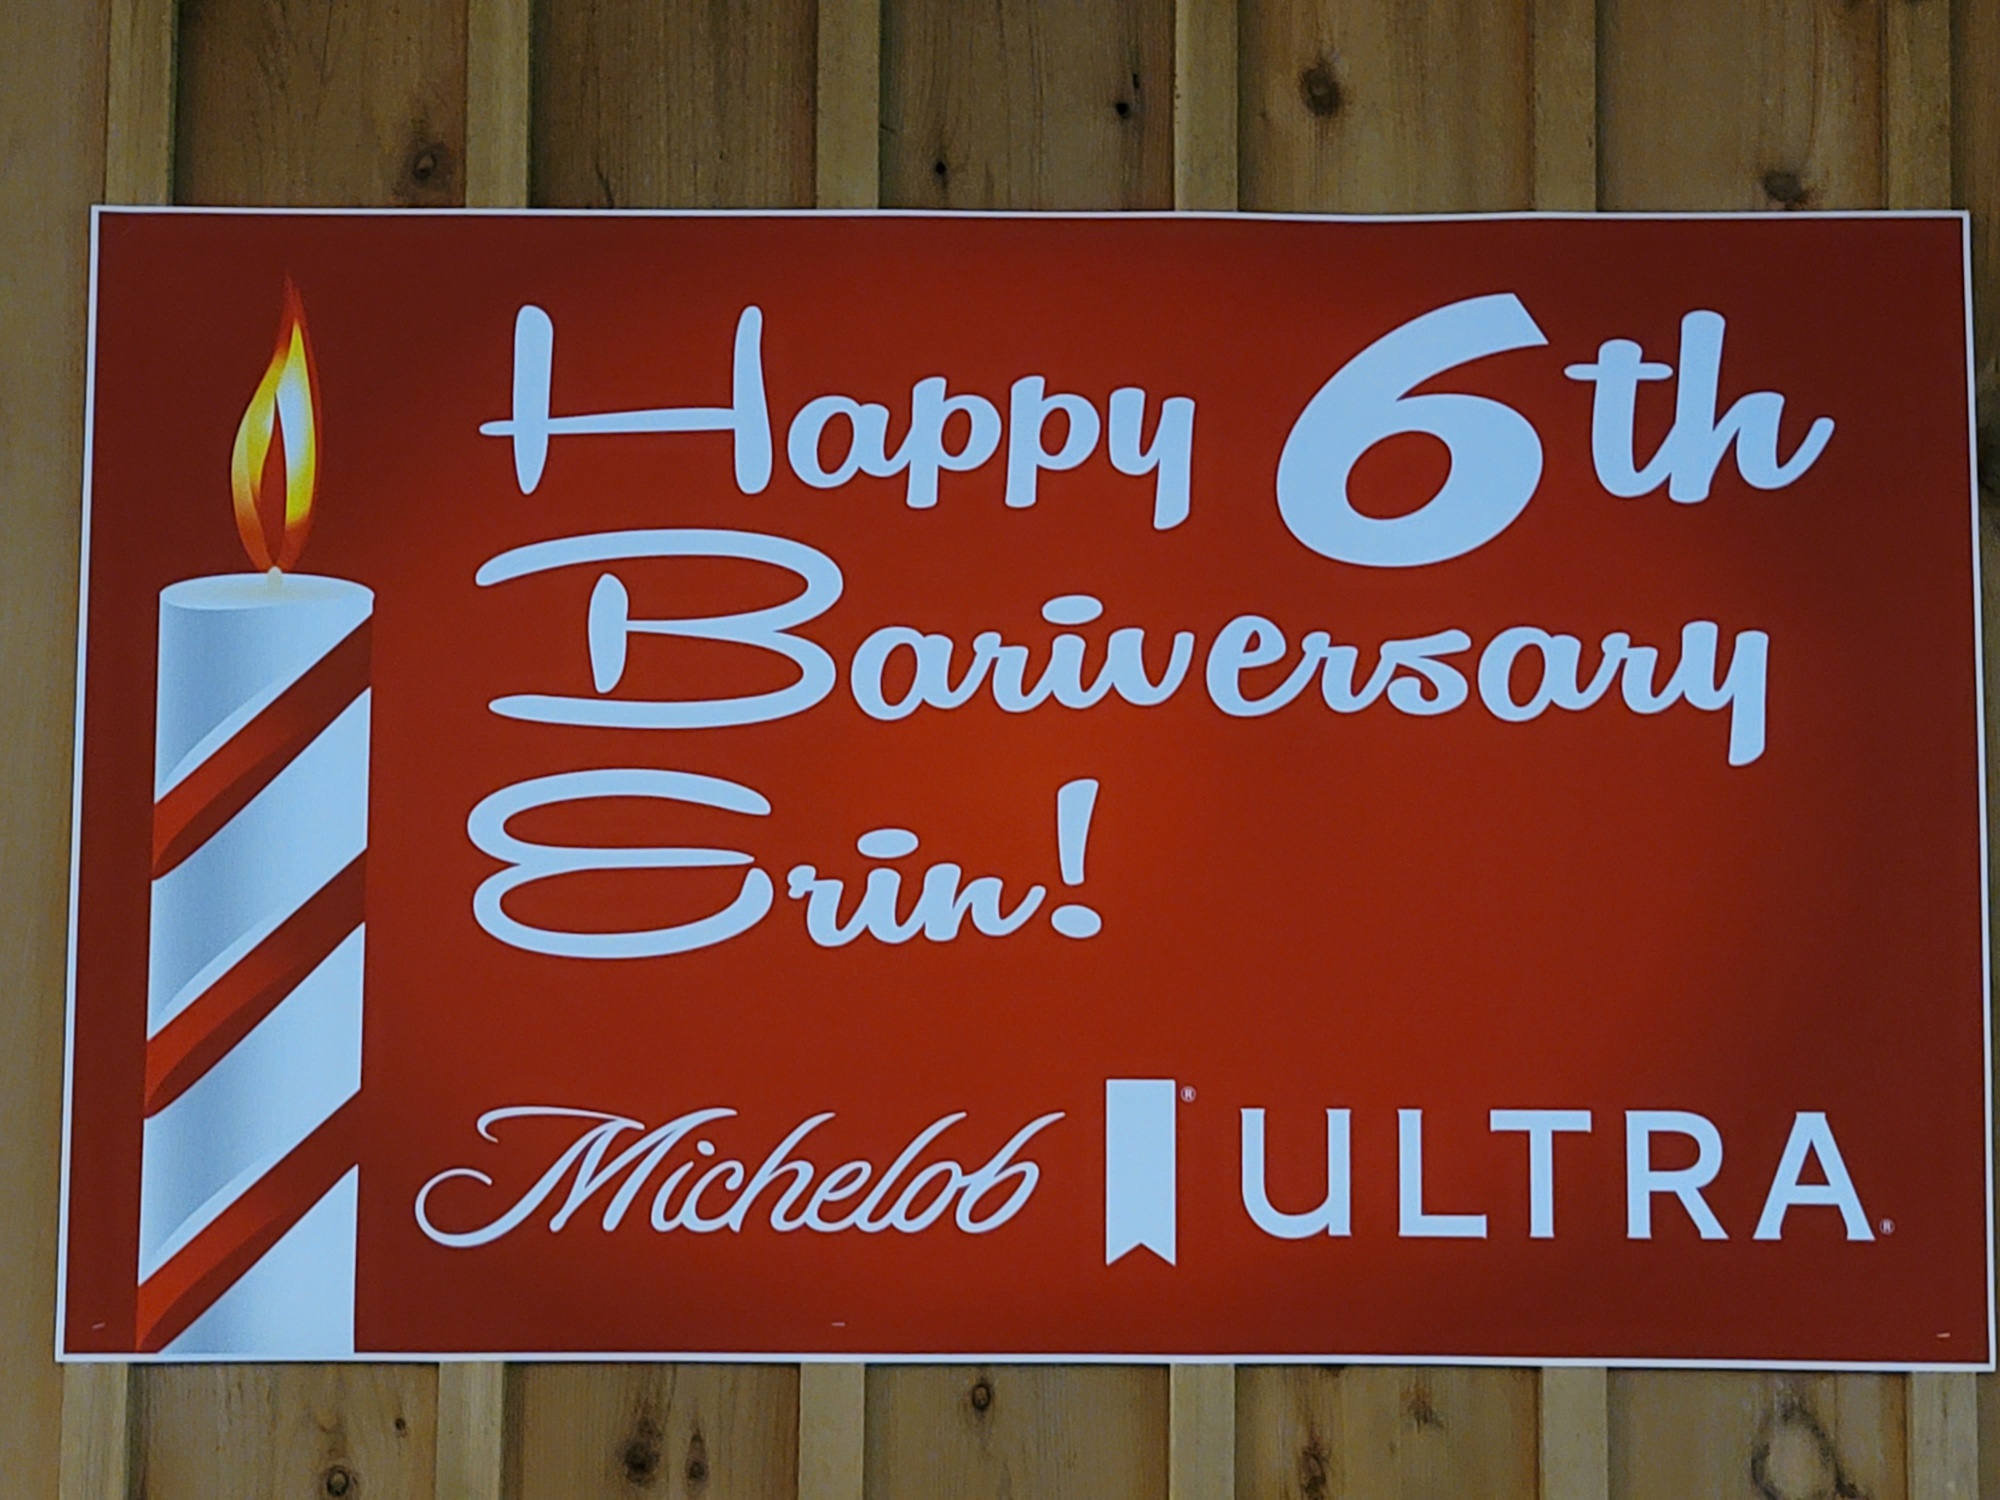 Happy 6th
Bariversary
Erin!
Michelob ® ULTRA®